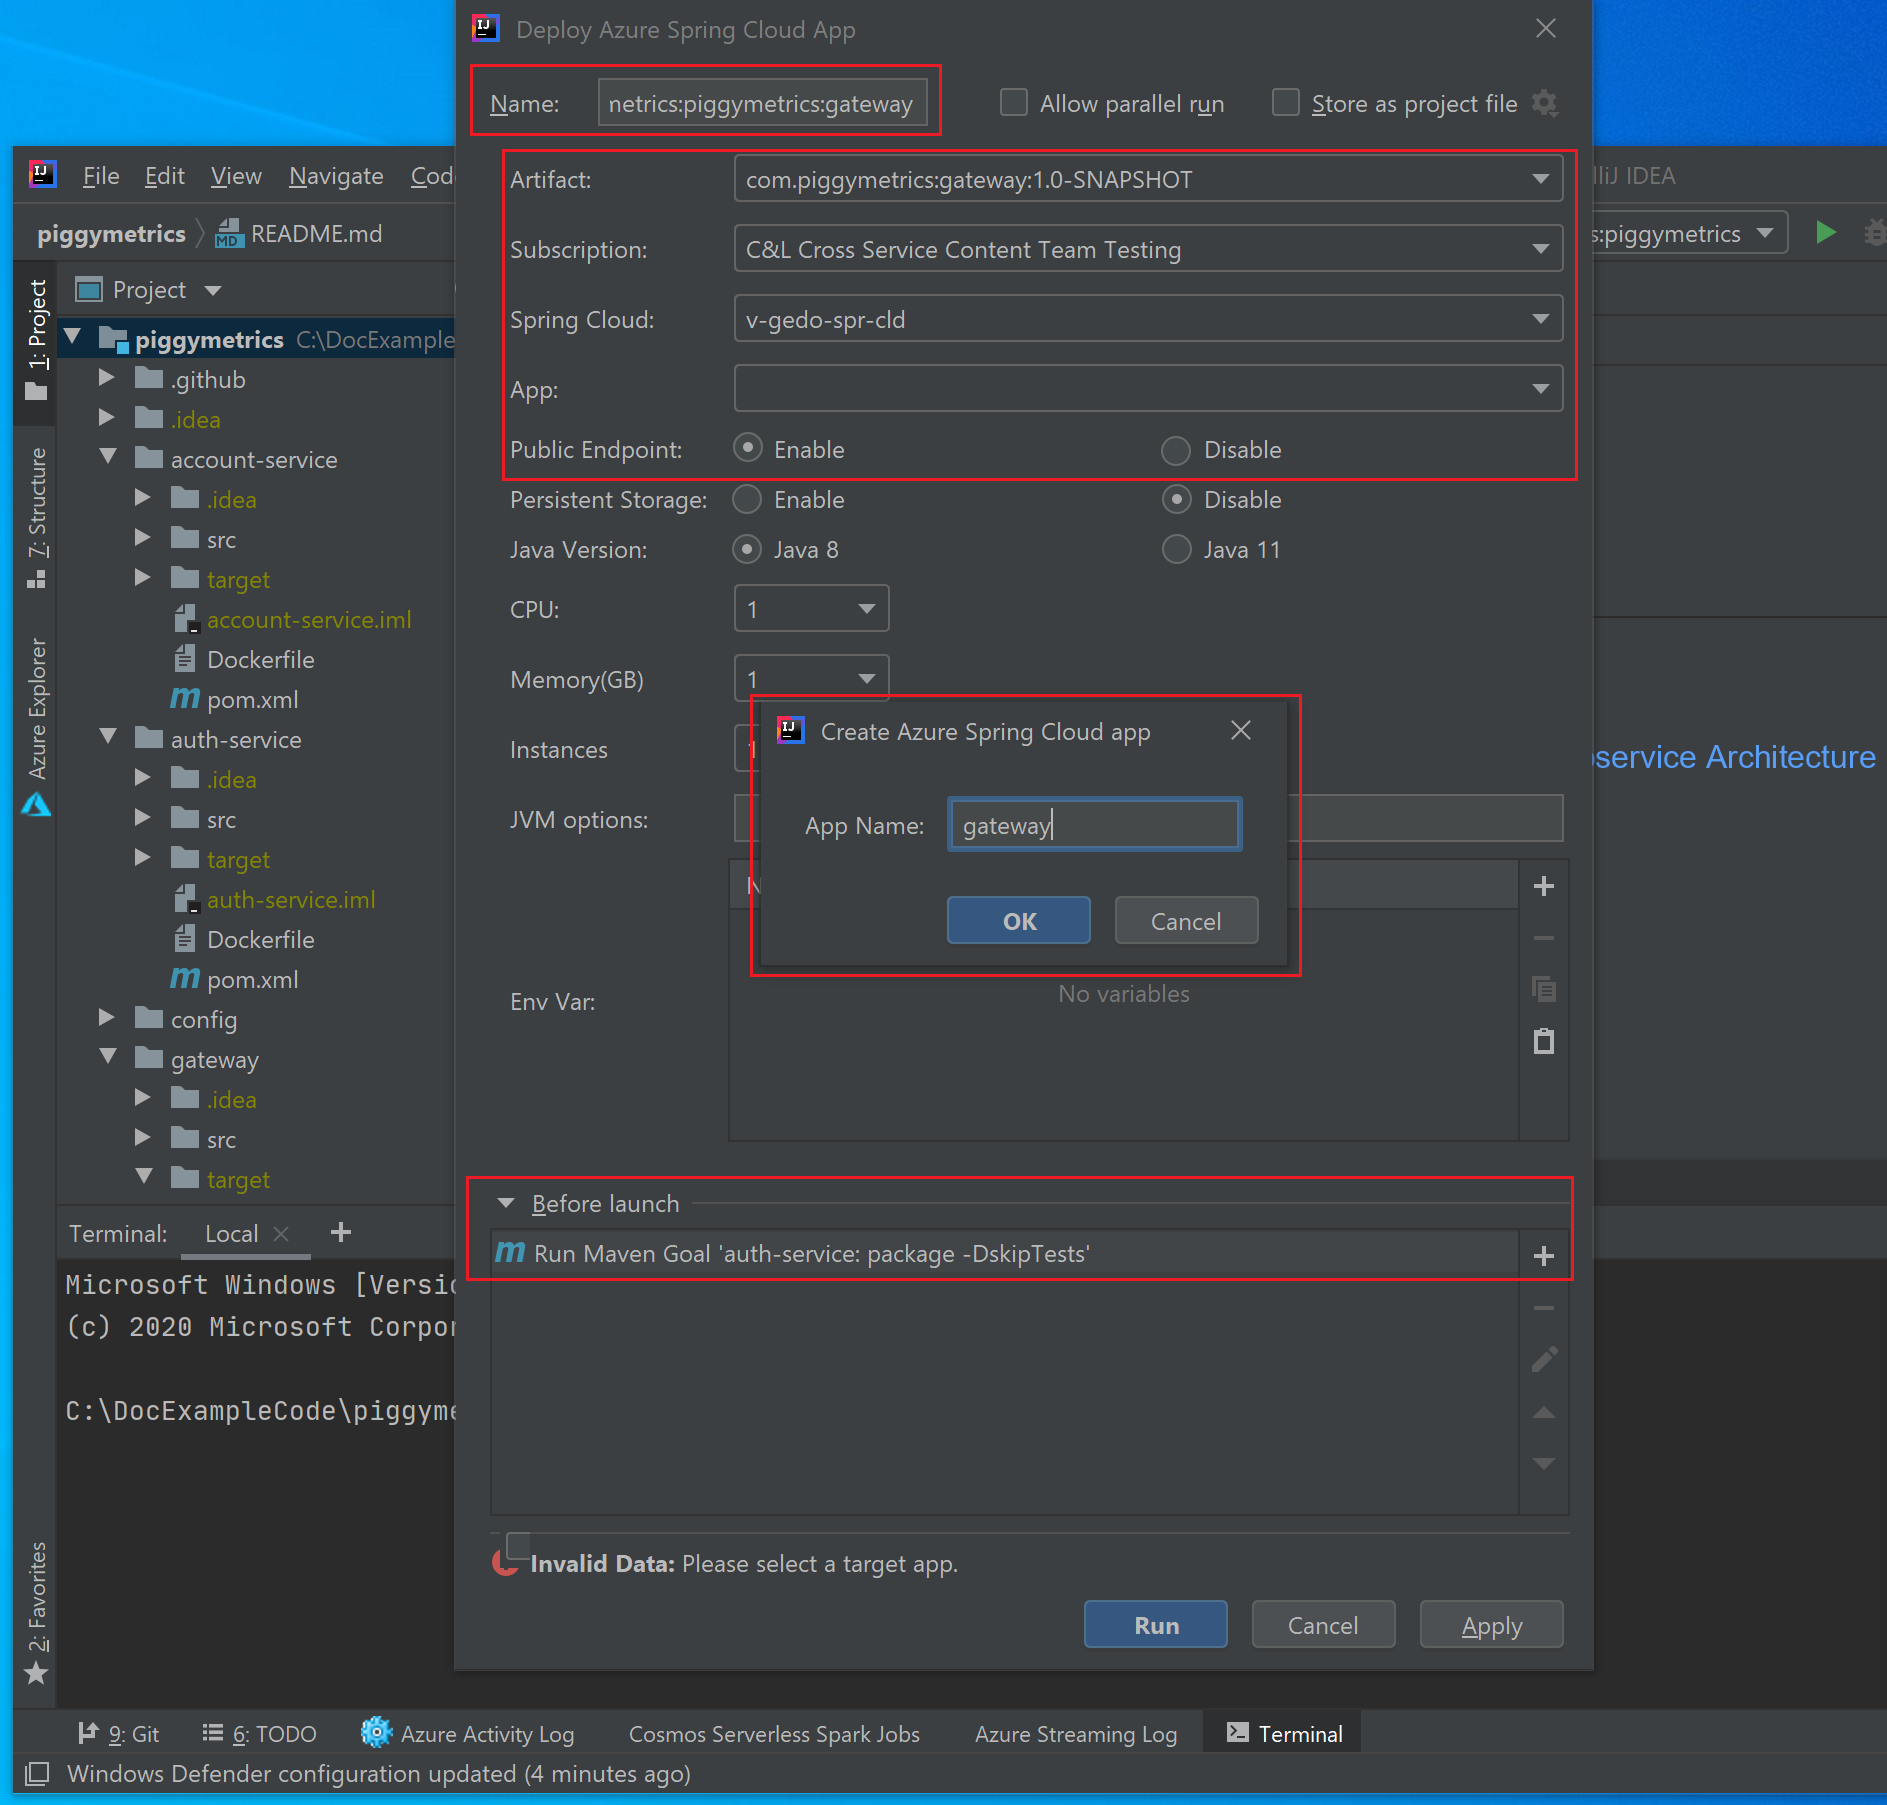 Deploy Azure Spring Cloud App
Name: netrics:piggymetrics:gateway Allow parallel run Store as project file
Artifact: com.piggymetrics:gateway:1.0-SNAPSHOT
Subscription: C&L Cross Service Content Team Testing
Spring Cloud: v-gedo-spr-cld
App:
Public Endpoint: Enable Disable
Persistent Storage: Enable Disable
Java Version: Java 8 Java 11
CPU: 1
Memory(GB) 1
Instances 1
JVM options:
Create Azure Spring Cloud app
App Name: gateway
OK Cancel
N
Env Var: No variables
Before launch
m Run Maven Goal 'auth-service: package -DskipTests'
Invalid Data: Please select a target app.
Run Cancel Apply
File Edit View Navigate Cod
lliJ IDEA
piggymetrics README.md
s:piggymetrics
1: Project
7: Structure
Azure Explorer
2: Favorites
Project
piggymetrics C:\DocExample
.github
.idea
account-service
.idea
src
target
account-service.iml
Dockerfile
m pom.xml
auth-service
.idea
src
target
auth-service.iml
Dockerfile
m pom.xml
config
gateway
.idea
src
target
service Architecture
Terminal: Local
Microsoft Windows [Versio
(c) 2020 Microsoft Corpor
C:\DocExampleCode\piggyme
9: Git 6: TODO Azure Activity Log Cosmos Serverless Spark Jobs Azure Streaming Log Terminal
Windows Defender configuration updated (4 minutes ago)